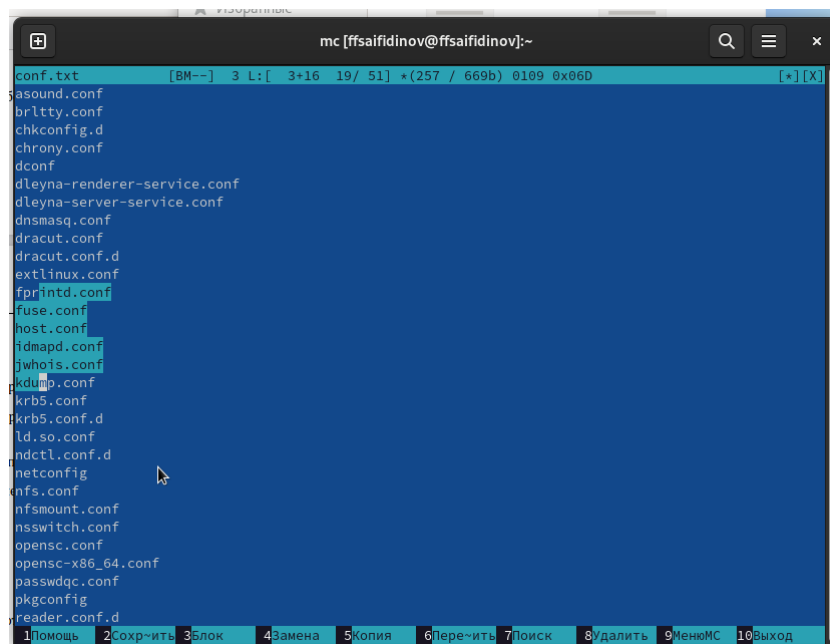 Избранные
mc [ffsaifidinov@ffsaifidinov]:~
conf.txt [BM--] 3 L:[ 3+16 19/ 51] *(257 / 669b) 0109 0x06D [*][X]
asound.conf
brltty.conf
chkconfig.d
chrony.conf
dconf
dleyna-renderer-service.conf
dleyna-server-service.conf
dnsmasq.conf
dracut.conf
dracut.conf.d
extlinux.conf
fprintd.conf
fuse.conf
host.conf
idmapd.conf
jwhois.conf
kdump.conf
krb5.conf
krb5.conf.d
ld.so.conf
ndctl.conf.d
netconfig
nfs.conf
nfsmount.conf
nsswitch.conf
opensc.conf
opensc-x86_64.conf
passwdqc.conf
pkgconfig
reader.conf.d
1Помощь 2Сохр~ить 3Блок 4Замена 5Копия 6Пере~ить 7Поиск 8Удалить 9МенюMC 10Выход